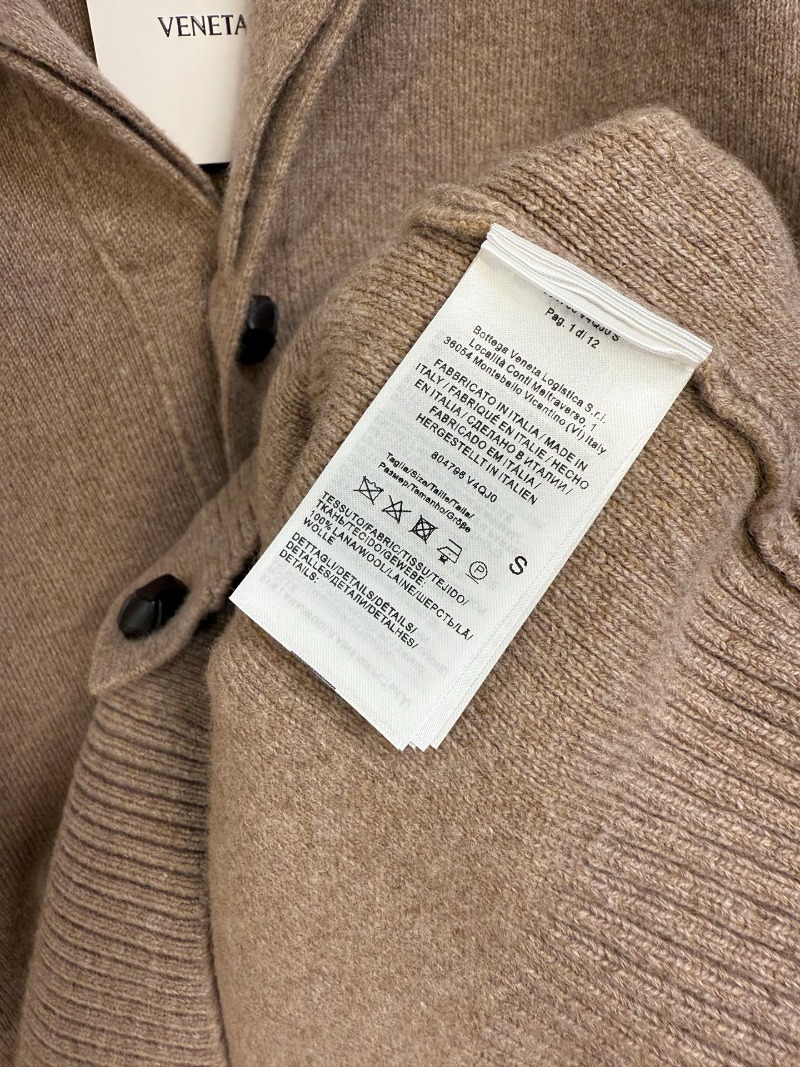 VENETA
V4QJ0 S
Pag. 1 di 12
Bottega Veneta Logistica S.r.l.
Località Conti Meltraverso, 1
36054 Montebello Vicentino (VI) Italy
FABBRICATO IN ITALIA / MADE IN
ITALY / FABRIQUÉ EN ITALIE / HECHO
EN ITALIA / СДЕЛАНО В ИТАЛИИ /
FABRICADO EM ITÁLIA /
HERGESTELLT IN ITALIEN
804796 V4QJ0
Taglia/Size/Taille/Talla/
Размер/Tamanho/Größe
S
P
TESSUTO/FABRIC/TISSU/TEJIDO/
ТКАНЬ/TECIDO/GEWEBE:
100% LANA/WOOL/LAINE/ШЕРСТЬ/LÃ/
WOLLE
DETTAGLI/DETAILS/DÉTAILS/
DETALLES/ДЕТАЛИ/DETALHES/
DETAILS: